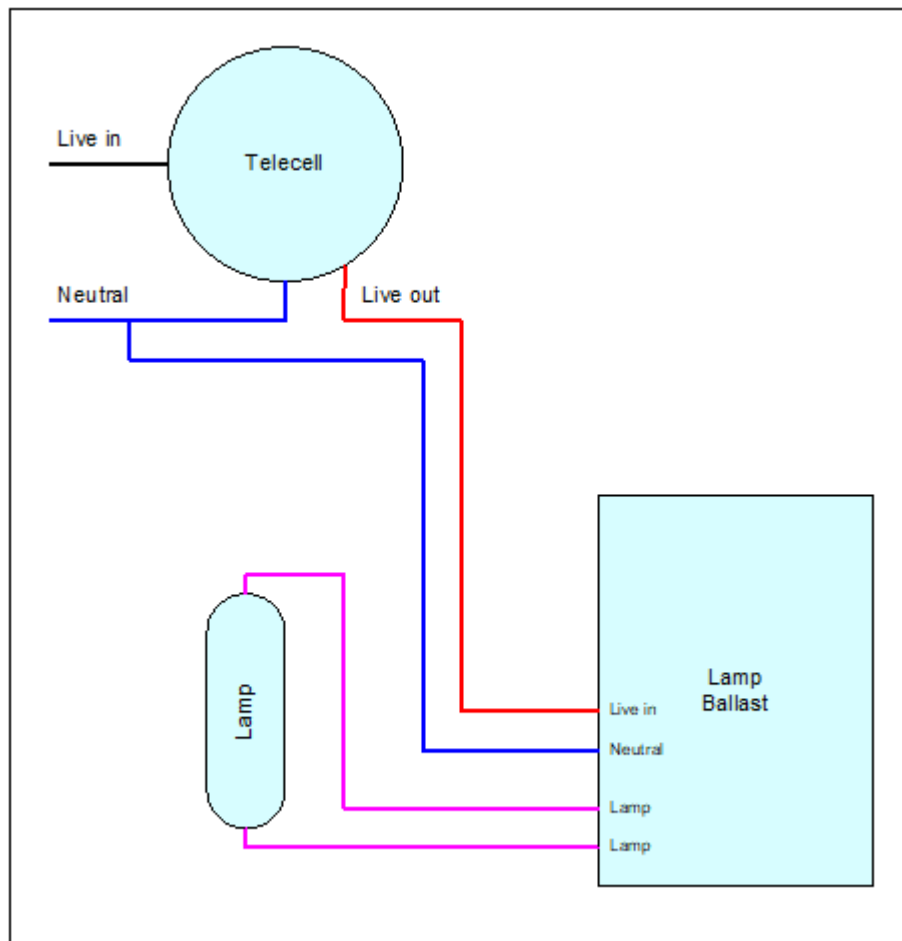 Live in
Telecell
Neutral
Live out
Lamp
Lamp
Ballast
Live in
Neutral
Lamp
Lamp